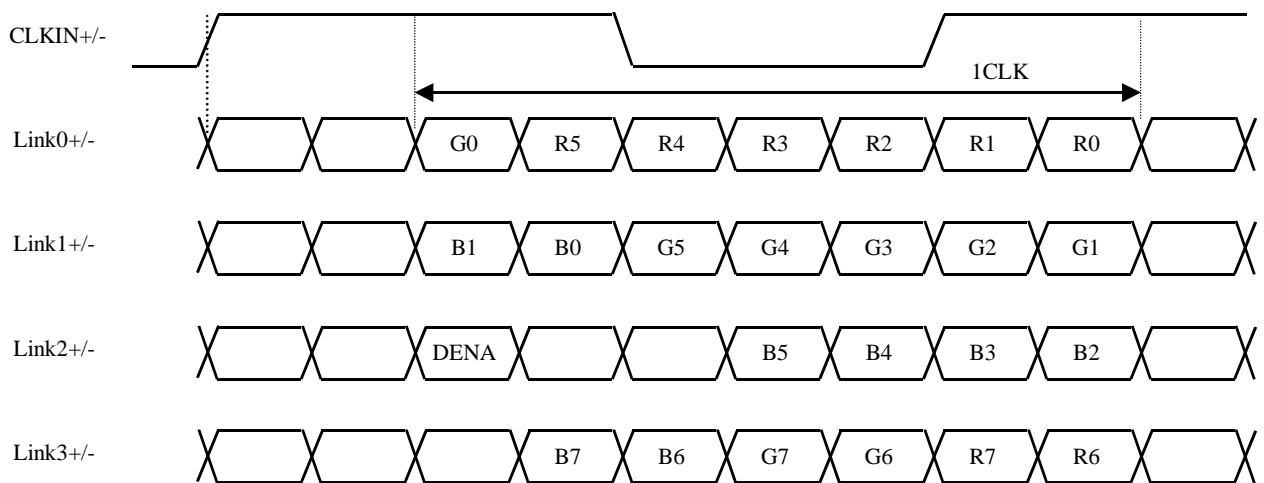 CLKIN+/-
1CLK
Link0+/- G0 R5 R4 R3 R2 R1 R0
Link1+/- B1 B0 G5 G4 G3 G2 G1
Link2+/- DENA B5 B4 B3 B2
Link3+/- B7 B6 G7 G6 R7 R6